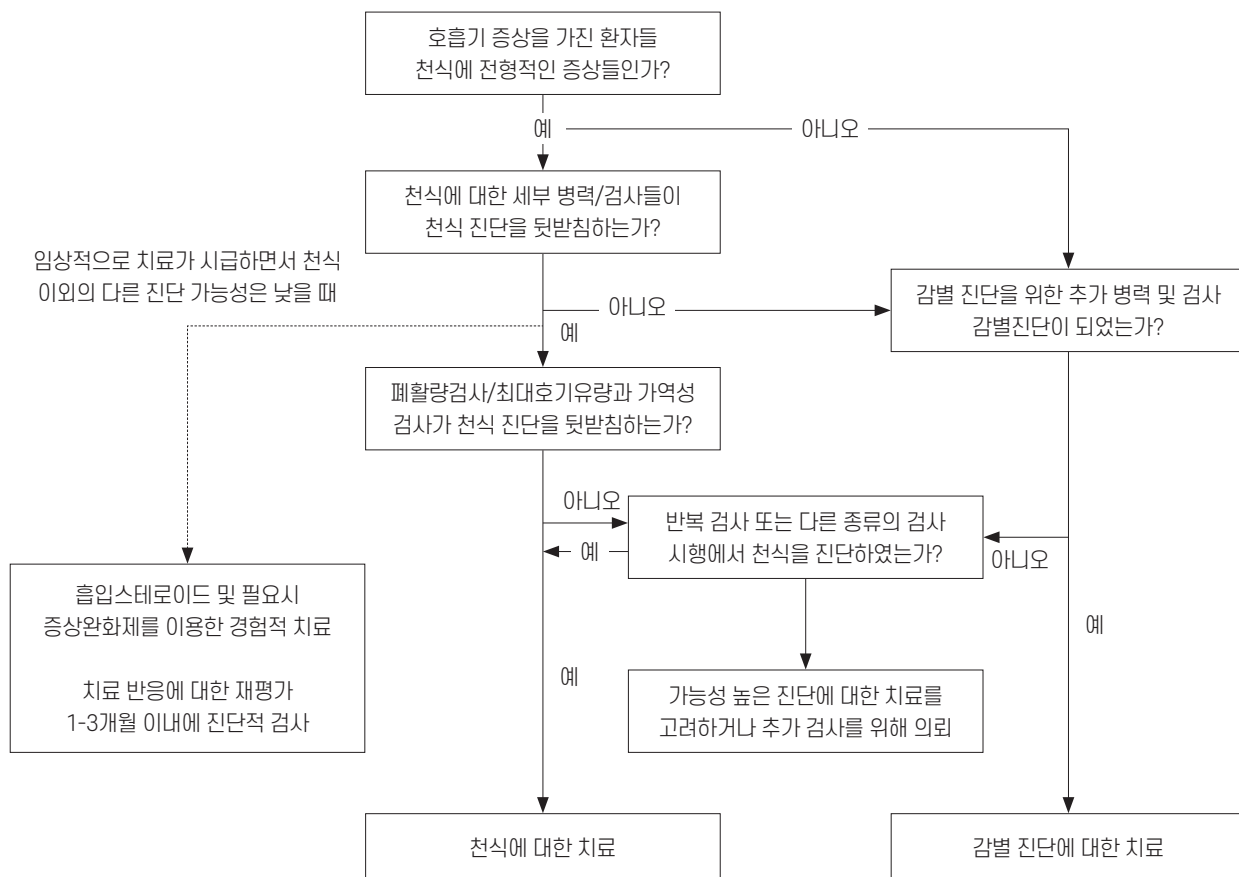 호흡기 증상을 가진 환자들
천식에 전형적인 증상들인가?
예
아니오
천식에 대한 세부 병력/검사들이
천식 진단을 뒷받침하는가?
임상적으로 치료가 시급하면서 천식
이외의 다른 진단 가능성은 낮을 때
감별 진단을 위한 추가 병력 및 검사
감별진단이 되었는가?
아니오
예
폐활량검사/최대호기유량과 가역성
검사가 천식 진단을 뒷받침하는가?
아니오
예
반복 검사 또는 다른 종류의 검사
시행에서 천식을 진단하였는가?
아니오
흡입스테로이드 및 필요시
증상완화제를 이용한 경험적 치료
치료 반응에 대한 재평가
1-3개월 이내에 진단적 검사
예
예
가능성 높은 진단에 대한 치료를
고려하거나 추가 검사를 위해 의뢰
천식에 대한 치료
감별 진단에 대한 치료